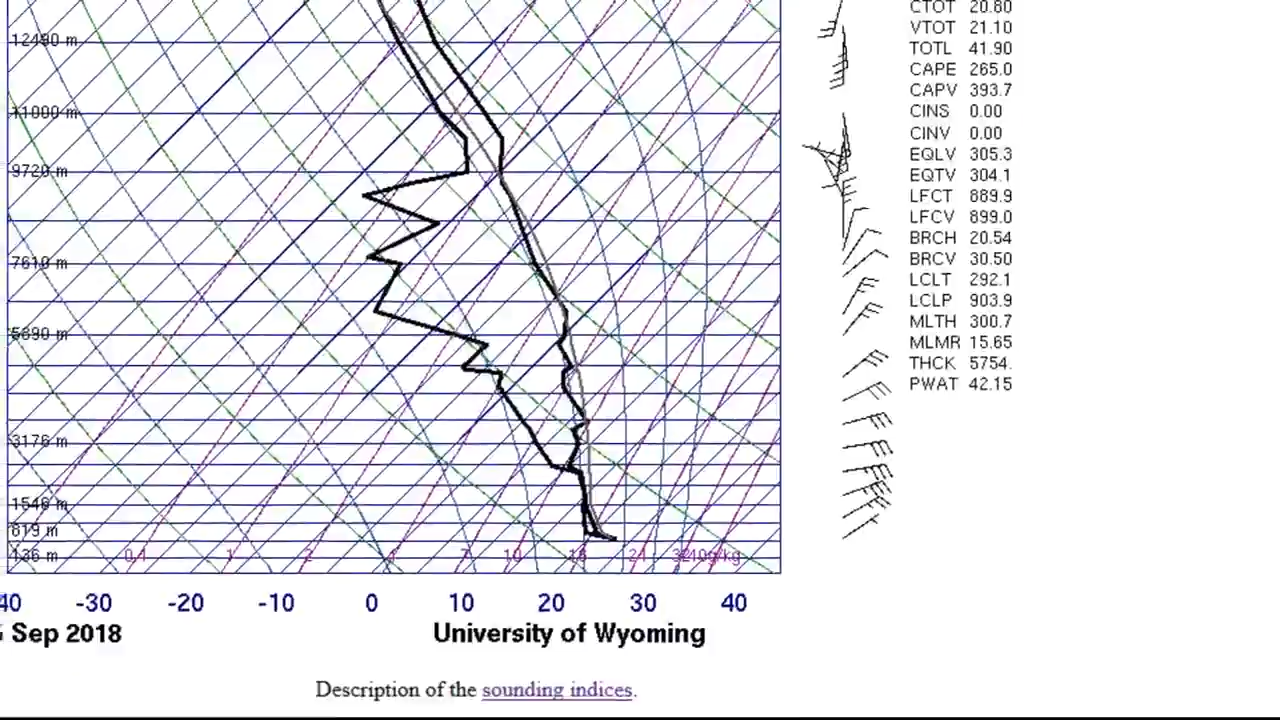 CTOT 20.80
VTOT 21.10
12490 m
TOTL 41.90
CAPE 265.0
CAPV 393.7
11000 m
CINS 0.00
CINV 0.00
EQLV 305.3
9720 m
EQTV 304.1
LFCT 889.9
LFCV 899.0
BRCH 20.54
7610 m
BRCV 30.50
LCLT 292.1
LCLP 903.9
MLTH 300.7
5890 m
MLMR 15.65
THCK 5754.
PWAT 42.15
3176 m
1546 m
819 m
136 m
0.1 1 2 4 7 10 16 24 32 40g/kg
40 -30 -20 -10 0 10 20 30 40
Sep 2018 University of Wyoming
Description of the sounding indices.